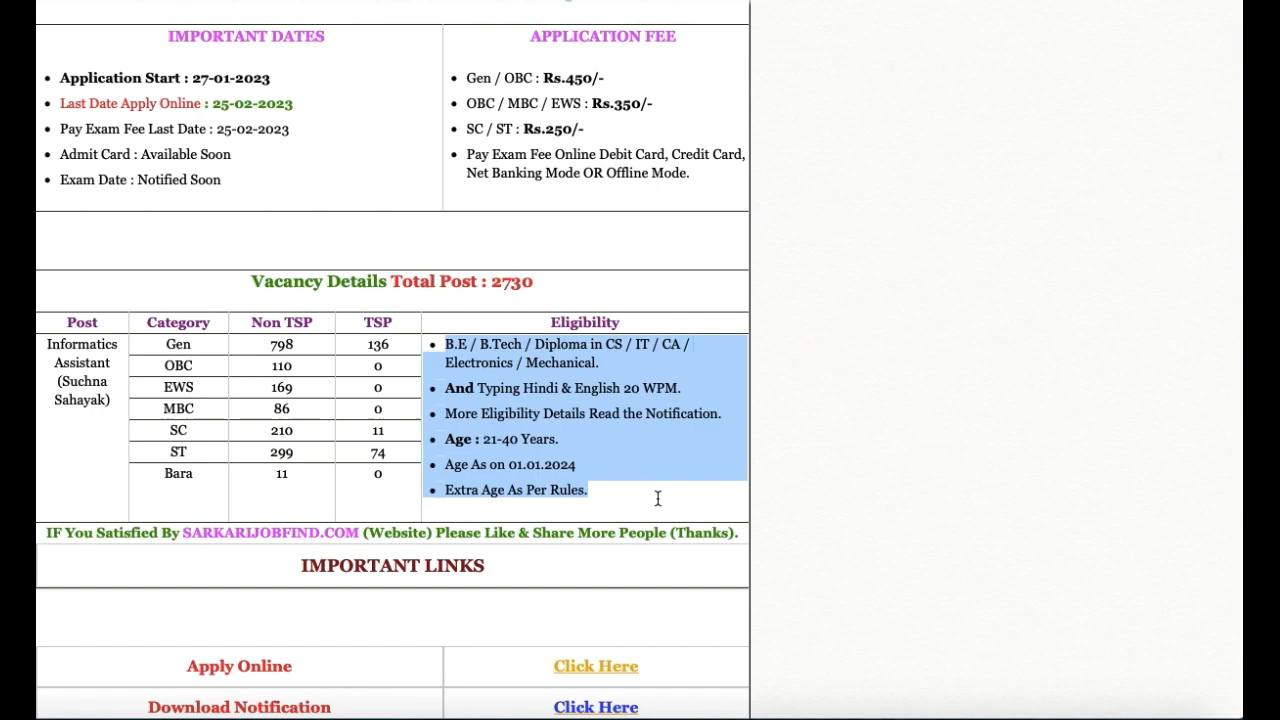 IMPORTANT DATES
Application Start : 27-01-2023
Last Date Apply Online : 25-02-2023
Pay Exam Fee Last Date : 25-02-2023
Admit Card : Available Soon
Exam Date : Notified Soon
APPLICATION FEE
Gen / OBC : Rs.450/-
OBC / MBC / EWS : Rs.350/-
SC / ST : Rs.250/-
Pay Exam Fee Online Debit Card, Credit Card,
Net Banking Mode OR Offline Mode.
Vacancy Details Total Post : 2730
Post Category Non TSP TSP Eligibility
Informatics
Assistant
(Suchna
Sahayak)
Gen 798 136
OBC 110 0
EWS 169 0
MBC 86 0
SC 210 11
ST 299 74
Bara 11 0
B.E / B.Tech / Diploma in CS / IT / CA /
Electronics / Mechanical.
And Typing Hindi & English 20 WPM.
More Eligibility Details Read the Notification.
Age : 21-40 Years.
Age As on 01.01.2024
Extra Age As Per Rules.
IF You Satisfied By SARKARIJOBFIND.COM (Website) Please Like & Share More People (Thanks).
IMPORTANT LINKS
Apply Online Click Here
Download Notification Click Here